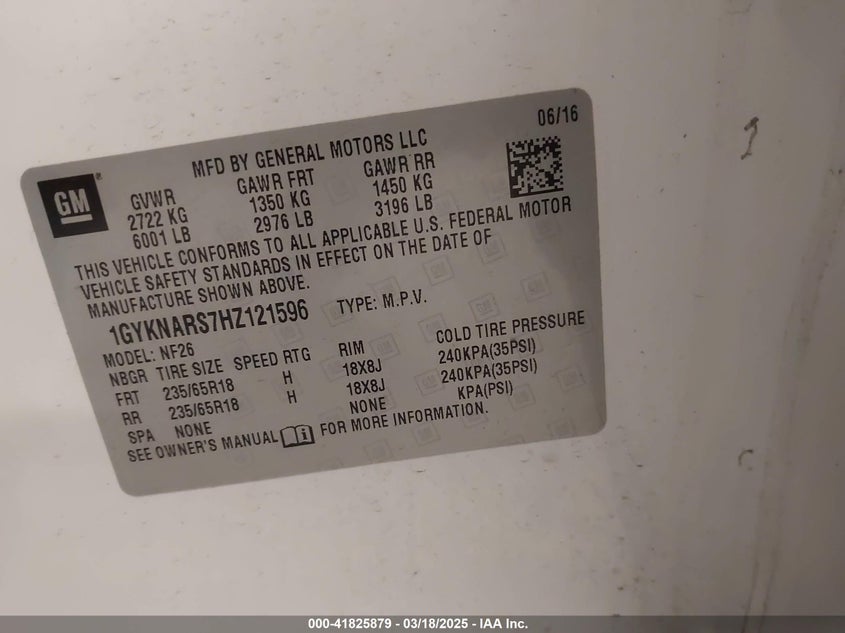 06/16
MFD BY GENERAL MOTORS LLC
GM®
GVWR GAWR FRT GAWR RR
2722 KG 1350 KG 1450 KG
6001 LB 2976 LB 3196 LB
THIS VEHICLE CONFORMS TO ALL APPLICABLE U.S. FEDERAL MOTOR
VEHICLE SAFETY STANDARDS IN EFFECT ON THE DATE OF
MANUFACTURE SHOWN ABOVE.
1GYKNARS7HZ121596 TYPE: M.P.V.
MODEL: NF26
NBGR TIRE SIZE SPEED RTG RIM COLD TIRE PRESSURE
FRT 235/65R18 H 18X8J 240KPA(35PSI)
RR 235/65R18 H 18X8J 240KPA(35PSI)
SPA NONE NONE KPA(PSI)
SEE OWNER'S MANUAL FOR MORE INFORMATION.
000-41825879 - 03/18/2025 - IAA Inc.